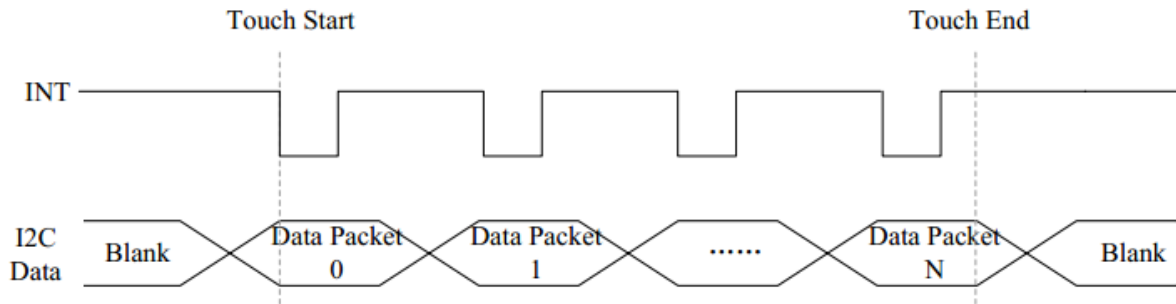 Touch Start
Touch End
INT
I2C
Data
Blank
Data Packet
0
Data Packet
1
......
Data Packet
N
Blank